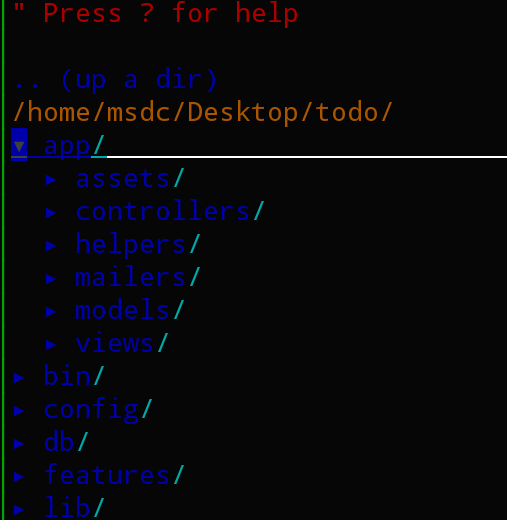 " Press ? for help
.. (up a dir)
/home/msdc/Desktop/todo/
▾ app/
▸ assets/
▸ controllers/
▸ helpers/
▸ mailers/
▸ models/
▸ views/
▸ bin/
▸ config/
▸ db/
▸ features/
▸ lib/